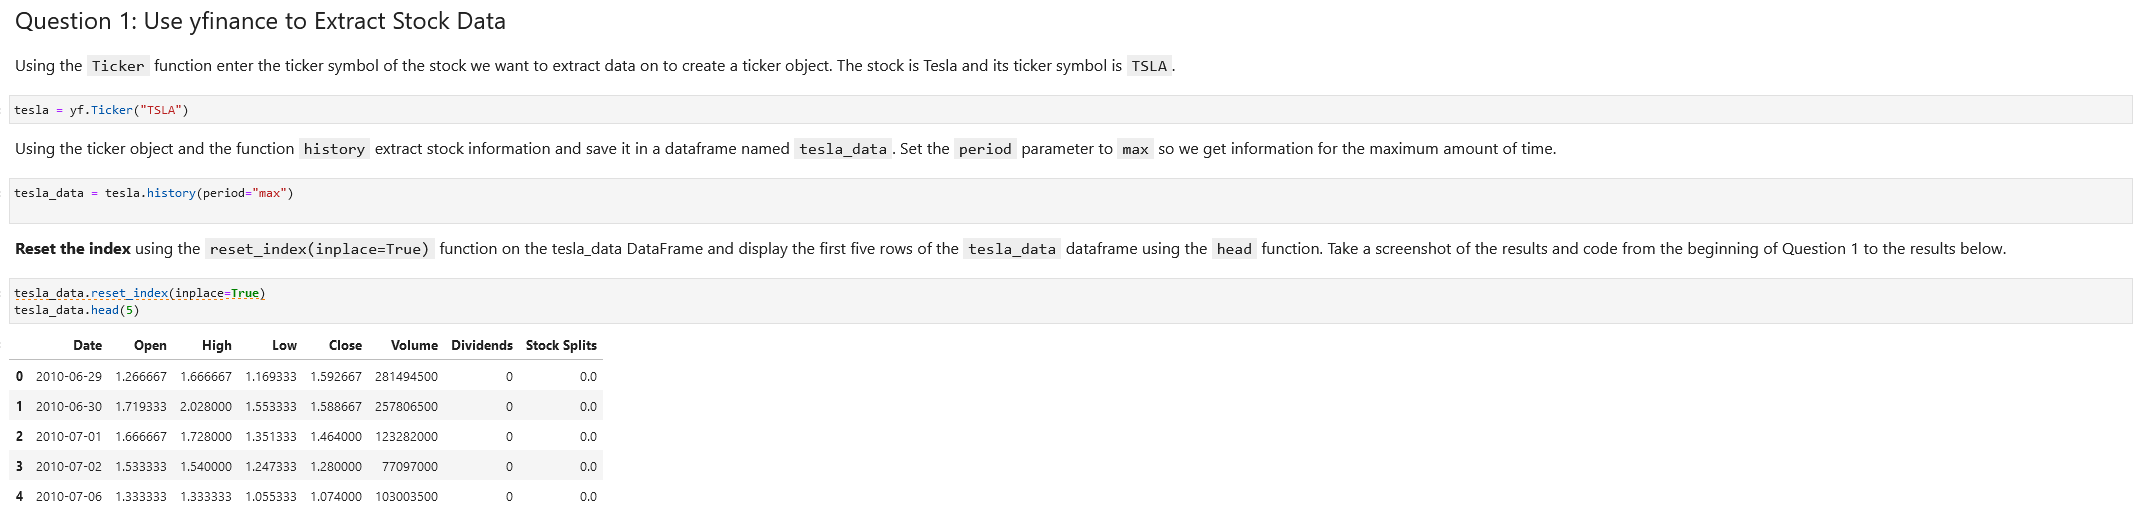 Question 1: Use yfinance to Extract Stock Data
Using the Ticker function enter the ticker symbol of the stock we want to extract data on to create a ticker object. The stock is Tesla and its ticker symbol is TSLA .
tesla = yf.Ticker("TSLA")
Using the ticker object and the function history extract stock information and save it in a dataframe named tesla_data . Set the period parameter to max so we get information for the maximum amount of time.
tesla_data = tesla.history(period="max")
Reset the index using the reset_index(inplace=True) function on the tesla_data DataFrame and display the first five rows of the tesla_data dataframe using the head function. Take a screenshot of the results and code from the beginning of Question 1 to the results below.
tesla_data.reset_index(inplace=True)
tesla_data.head(5)
Date Open High Low Close Volume Dividends Stock Splits
0 2010-06-29 1.266667 1.666667 1.169333 1.592667 281494500 0 0.0
1 2010-06-30 1.719333 2.028000 1.553333 1.588667 257806500 0 0.0
2 2010-07-01 1.666667 1.728000 1.351333 1.464000 123282000 0 0.0
3 2010-07-02 1.533333 1.540000 1.247333 1.280000 77097000 0 0.0
4 2010-07-06 1.333333 1.333333 1.055333 1.074000 103003500 0 0.0